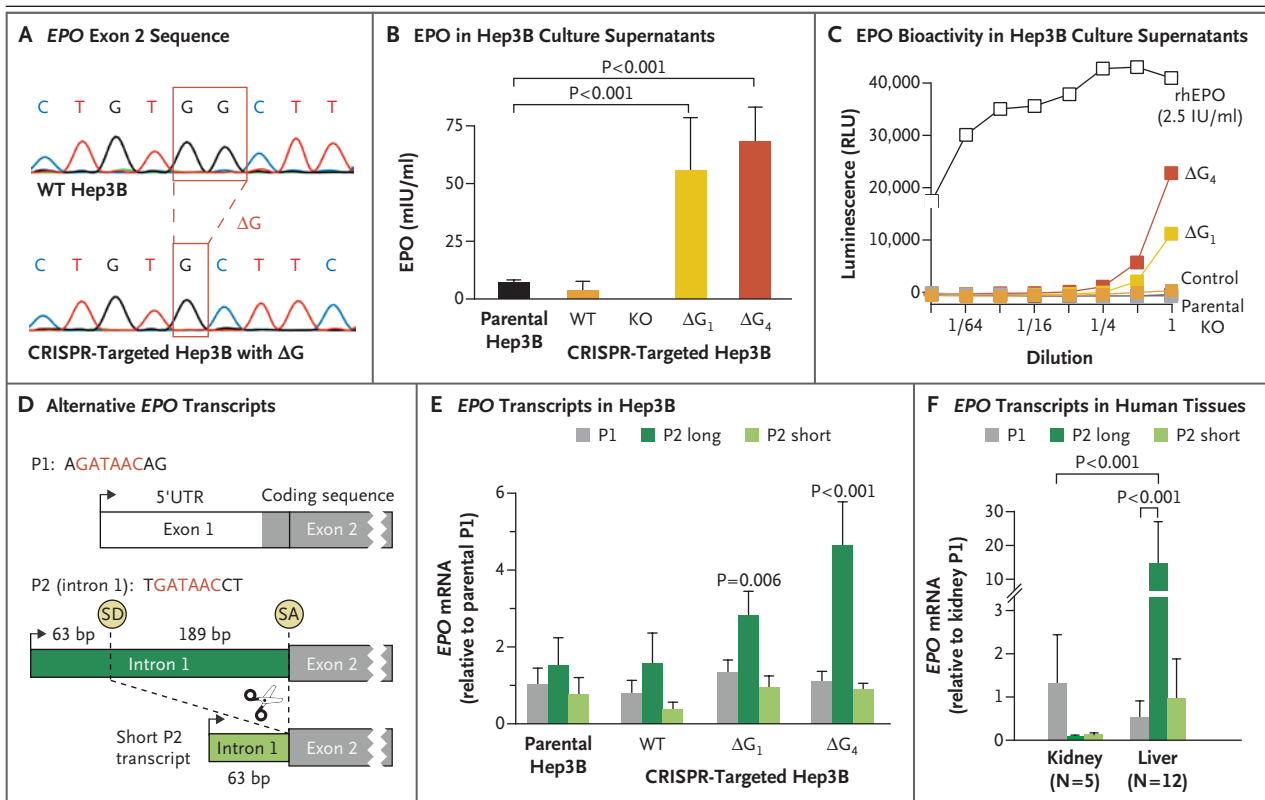 A EPO Exon 2 Sequence
C T G T G G C T T
WT Hep3B
ΔG
C T G T G C T T C
CRISPR-Targeted Hep3B with ΔG
B EPO in Hep3B Culture Supernatants
P<0.001
P<0.001
EPO (mIU/ml)
75
50
25
0
Parental Hep3B
WT
KO
ΔG1
ΔG4
CRISPR-Targeted Hep3B
C EPO Bioactivity in Hep3B Culture Supernatants
Luminescence (RLU)
40,000
30,000
20,000
10,000
0
rhEPO
(2.5 IU/ml)
ΔG4
ΔG1
Control
Parental
KO
1/64
1/16
1/4
1
Dilution
D Alternative EPO Transcripts
P1: AGATAACAG
5'UTR
Coding sequence
Exon 1
Exon 2
P2 (intron 1): TGATAACCT
SD
SA
63 bp
189 bp
Intron 1
Exon 2
Short P2
transcript
Intron 1
Exon 2
63 bp
E EPO Transcripts in Hep3B
P1
P2 long
P2 short
EPO mRNA
(relative to parental P1)
6
4
2
0
P=0.006
P<0.001
Parental
Hep3B
WT
ΔG1
ΔG4
CRISPR-Targeted Hep3B
F EPO Transcripts in Human Tissues
P1
P2 long
P2 short
P<0.001
P<0.001
EPO mRNA
(relative to kidney P1)
30
20
10
2
1
0
Kidney
(N=5)
Liver
(N=12)